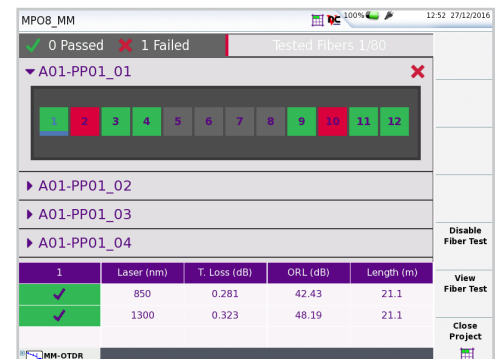 MPO8_MM
100%
12:52 27/12/2016
0 Passed 1 Failed Tested Fibers 1/80
A01-PP01_01
1 2 3 4 5 6 7 8 9 10 11 12
A01-PP01_02
A01-PP01_03
A01-PP01_04
1 Laser (nm) T. Loss (dB) ORL (dB) Length (m)
850 0.281 42.43 21.1
1300 0.323 48.19 21.1
Disable
Fiber Test
View
Fiber Test
Close
Project
MM-OTDR